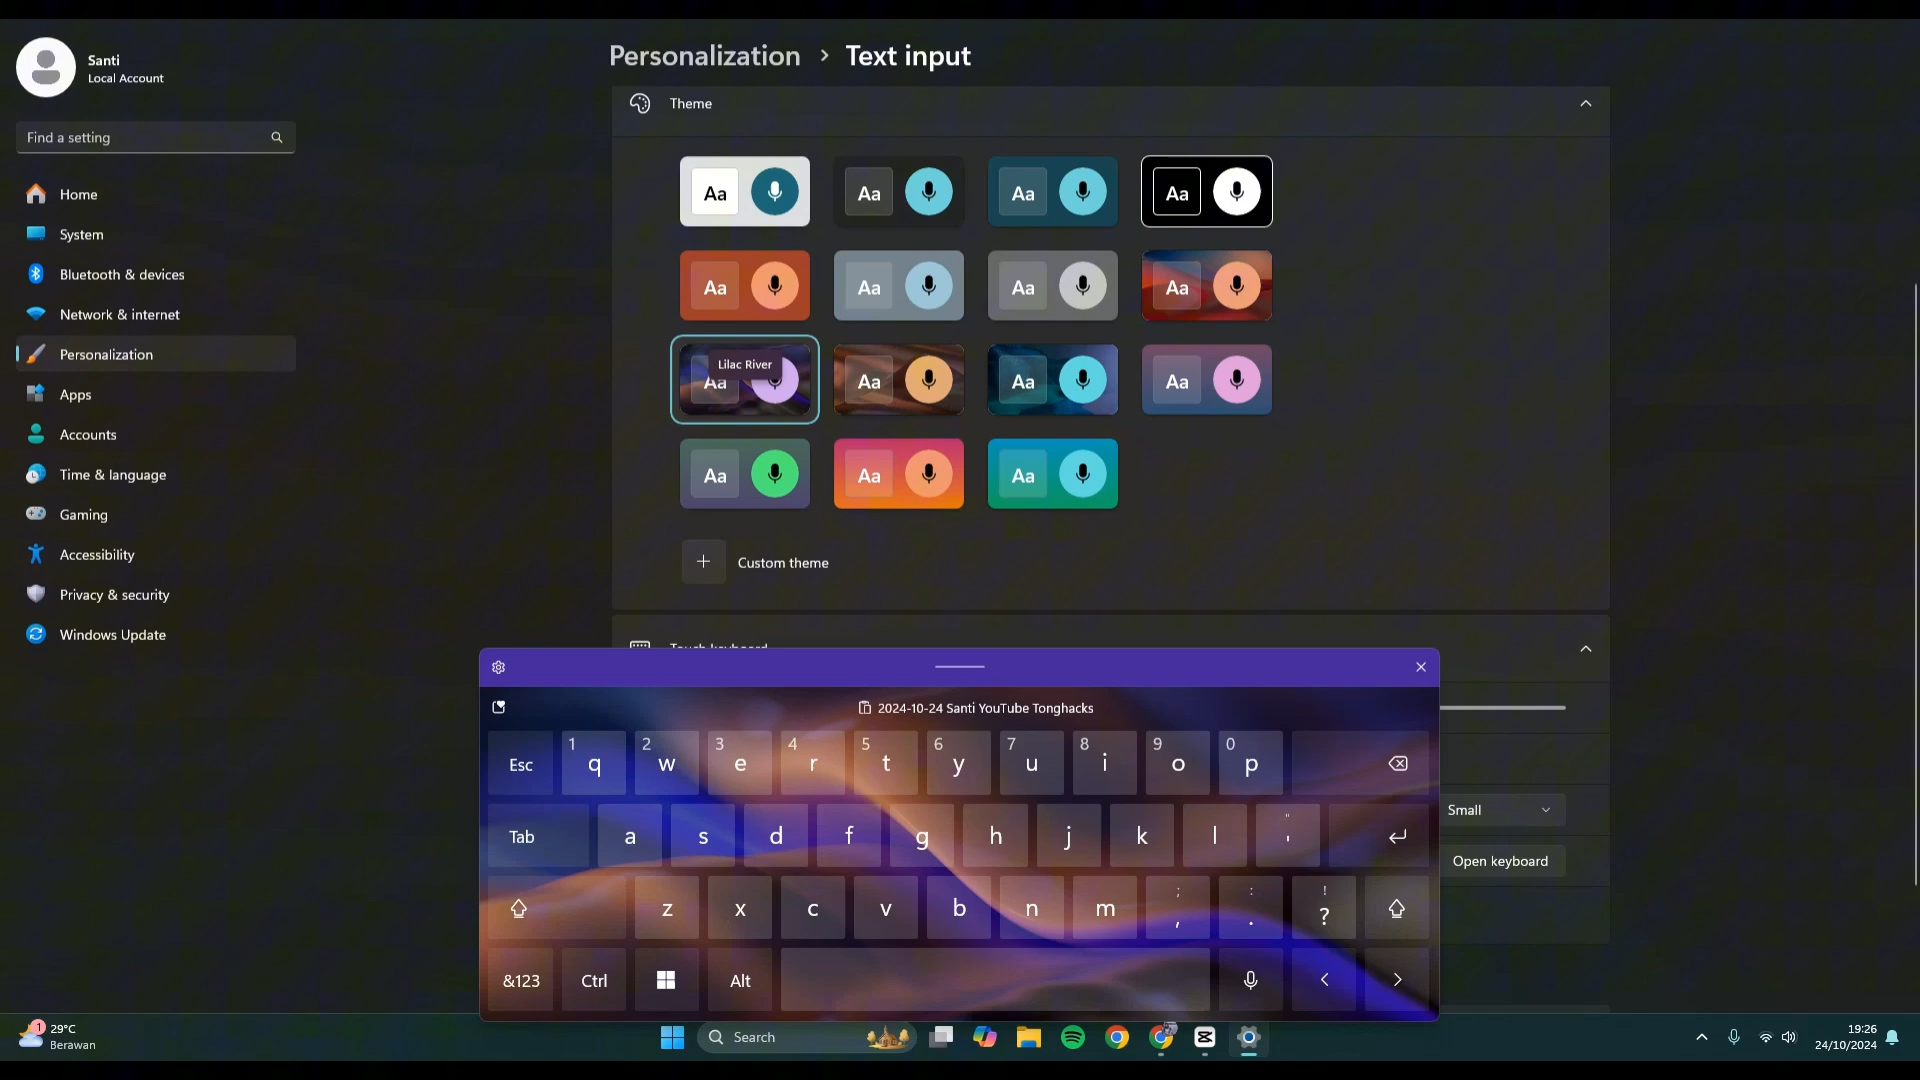 Santi
Local Account
Find a setting
Home
System
Bluetooth & devices
Network & internet
Personalization
Apps
Accounts
Time & language
Gaming
Accessibility
Privacy & security
Windows Update
Personalization > Text input
Theme
Aa Aa Aa Aa
Aa Aa Aa Aa
Lilac River
Aa Aa Aa Aa
Aa Aa Aa
+ Custom theme
Touch keyboard
Small
Open keyboard
2024-10-24 Santi YouTube Tonghacks
1 2 3 4 5 6 7 8 9 0
Esc q w e r t y u i o p
"
Tab a s d f g h j k l '
; : !
z x c v b n m , . ?
&123 Ctrl Alt < >
1
29°C
Berawan
Search
19:26
24/10/2024